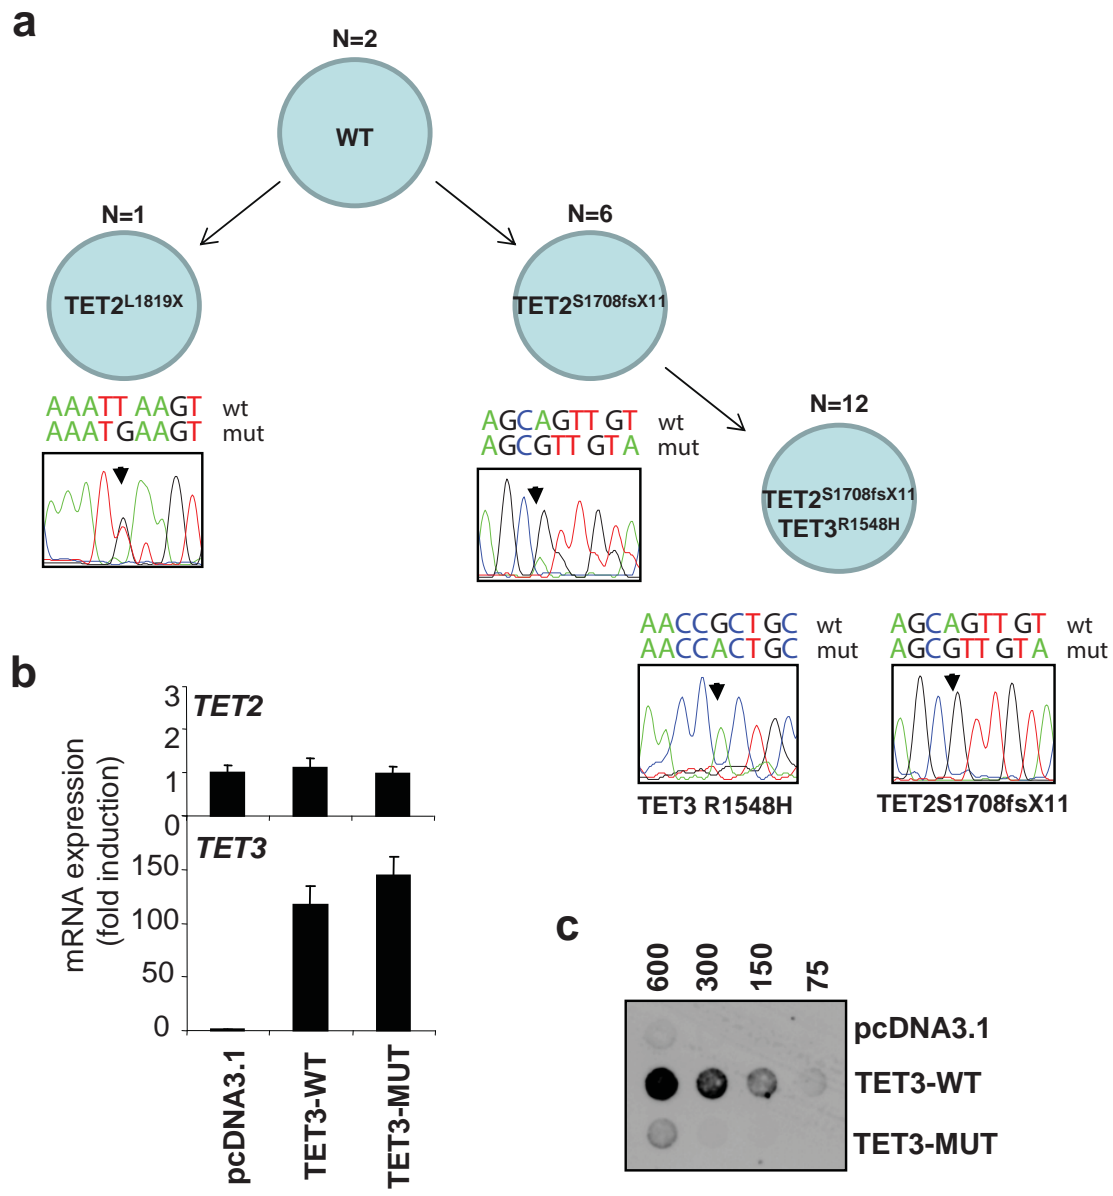 a
N=2
WT
N=1
N=6
TET2L1819X
TET2S1708fsX11
AAATT AAGT wt
AAAT GAAGT mut
AGCAGTT GT wt
AGCGTT GTA mut
N=12
TET2S1708fsX11
TET3R1548H
AACCGCTGC wt
AACCACTGC mut
AGCAGTT GT wt
AGCGTT GTA mut
TET3 R1548H
TET2S1708fsX11
b
mRNA expression
(fold induction)
TET2
3
2
1
0
TET3
150
100
50
0
pcDNA3.1
TET3-WT
TET3-MUT
c
600
300
150
75
pcDNA3.1
TET3-WT
TET3-MUT